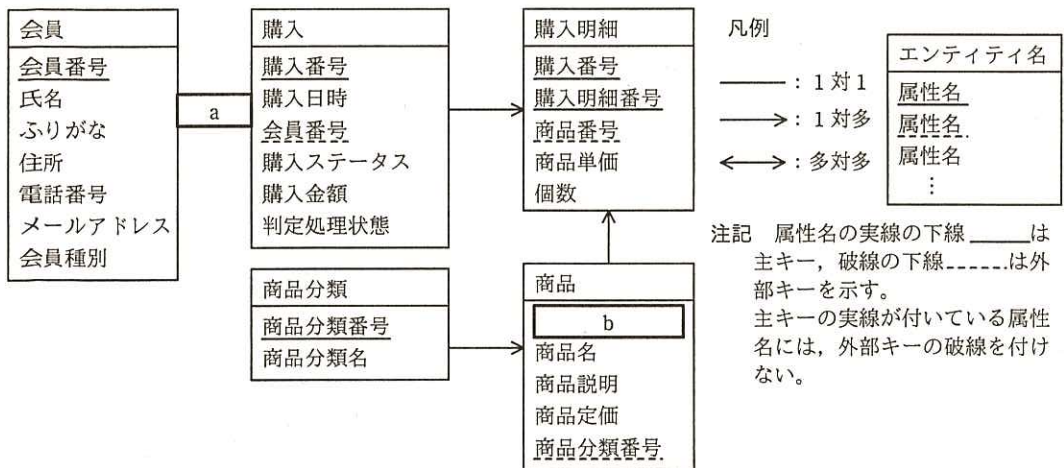 会員
会員番号
氏名
ふりがな
住所
電話番号
メールアドレス
会員種別
a
購入
購入番号
購入日時
会員番号
購入ステータス
購入金額
判定処理状態
購入明細
購入番号
購入明細番号
商品番号
商品単価
個数
商品分類
商品分類番号
商品分類名
商品
b
商品名
商品説明
商品定価
商品分類番号
凡例
：1対1
：1対多
：多対多
エンティティ名
属性名
属性名
属性名
⋮
注記　属性名の実線の下線＿＿＿は
主キー，破線の下線------は外
部キーを示す。
主キーの実線が付いている属性
名には，外部キーの破線を付け
ない。